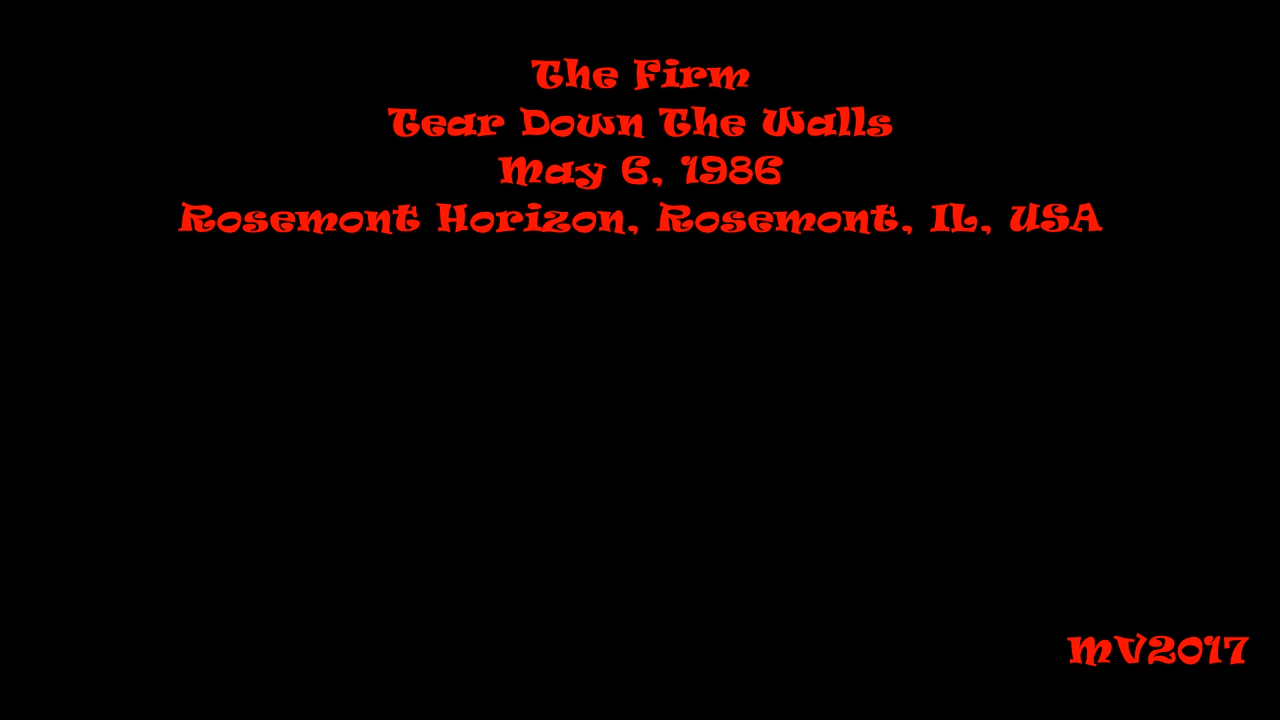 The Firm
Tear Down The Walls
May 6, 1986
Rosemont Horizon, Rosemont, IL, USA
MV2017